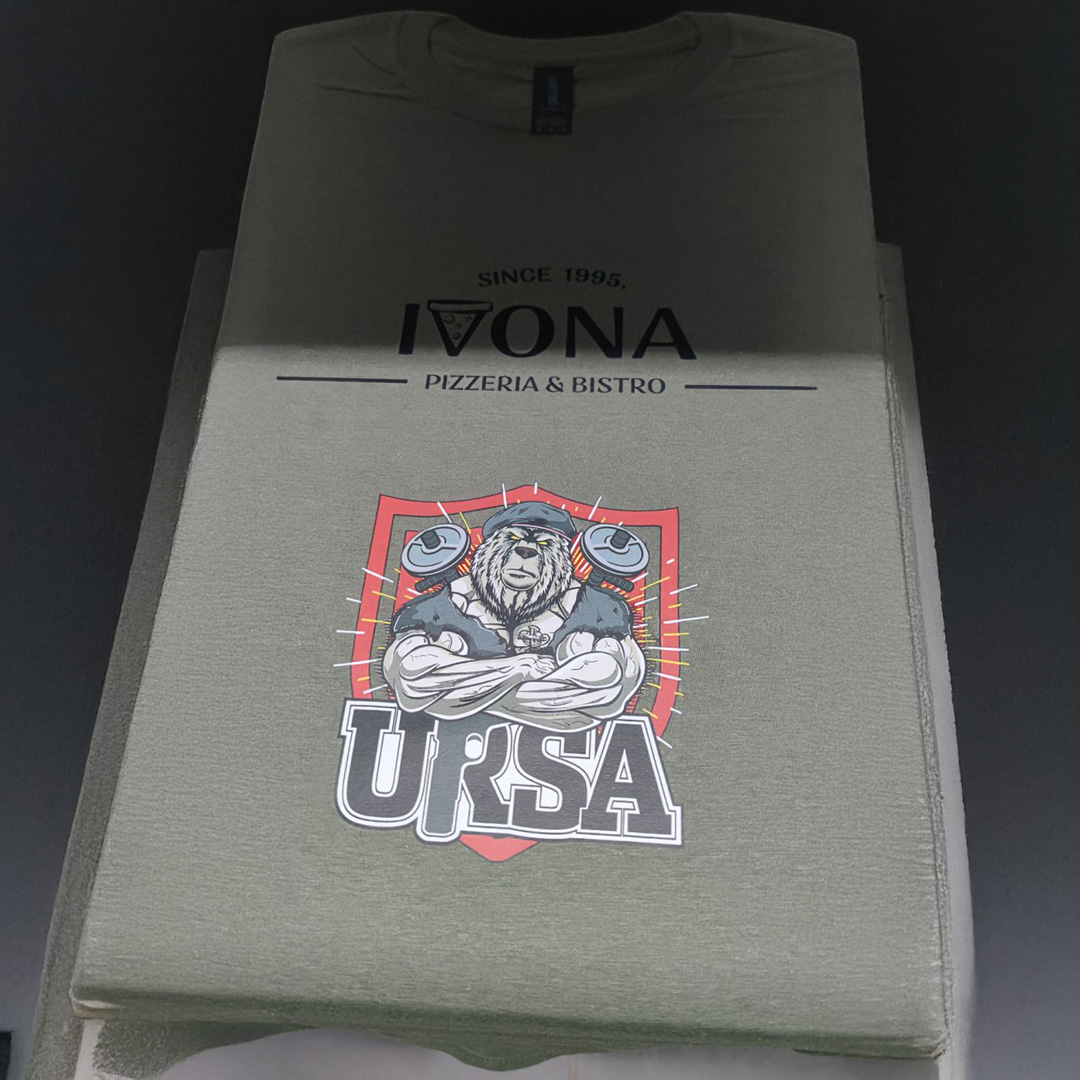 SINCE 1995.
IVONA
PIZZERIA & BISTRO
URSA